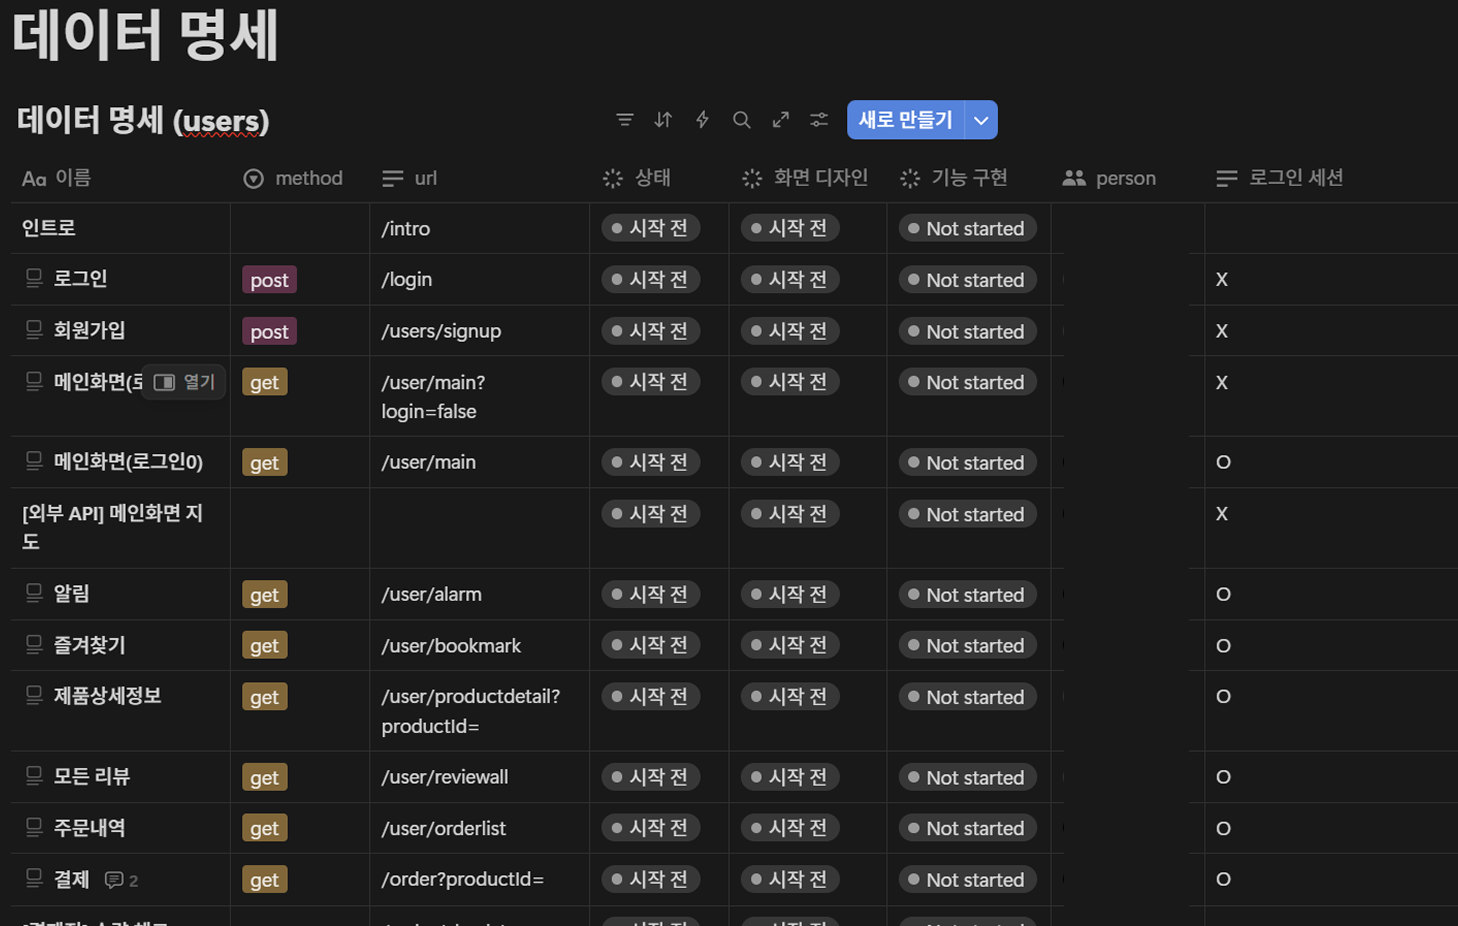 데이터 명세
데이터 명세 (users)
새로 만들기
Aa 이름 method url 상태 화면 디자인 기능 구현 person 로그인 세션
인트로 /intro 시작 전 시작 전 Not started
로그인 post /login 시작 전 시작 전 Not started X
회원가입 post /users/signup 시작 전 시작 전 Not started X
메인화면(로 열기 get /user/main? 시작 전 시작 전 Not started X
login=false
메인화면(로그인0) get /user/main 시작 전 시작 전 Not started O
[외부 API] 메인화면 지 시작 전 시작 전 Not started X
도
알림 get /user/alarm 시작 전 시작 전 Not started O
즐겨찾기 get /user/bookmark 시작 전 시작 전 Not started O
제품상세정보 get /user/productdetail? 시작 전 시작 전 Not started O
productId=
모든 리뷰 get /user/reviewall 시작 전 시작 전 Not started O
주문내역 get /user/orderlist 시작 전 시작 전 Not started O
결제 2 get /order?productId= 시작 전 시작 전 Not started O